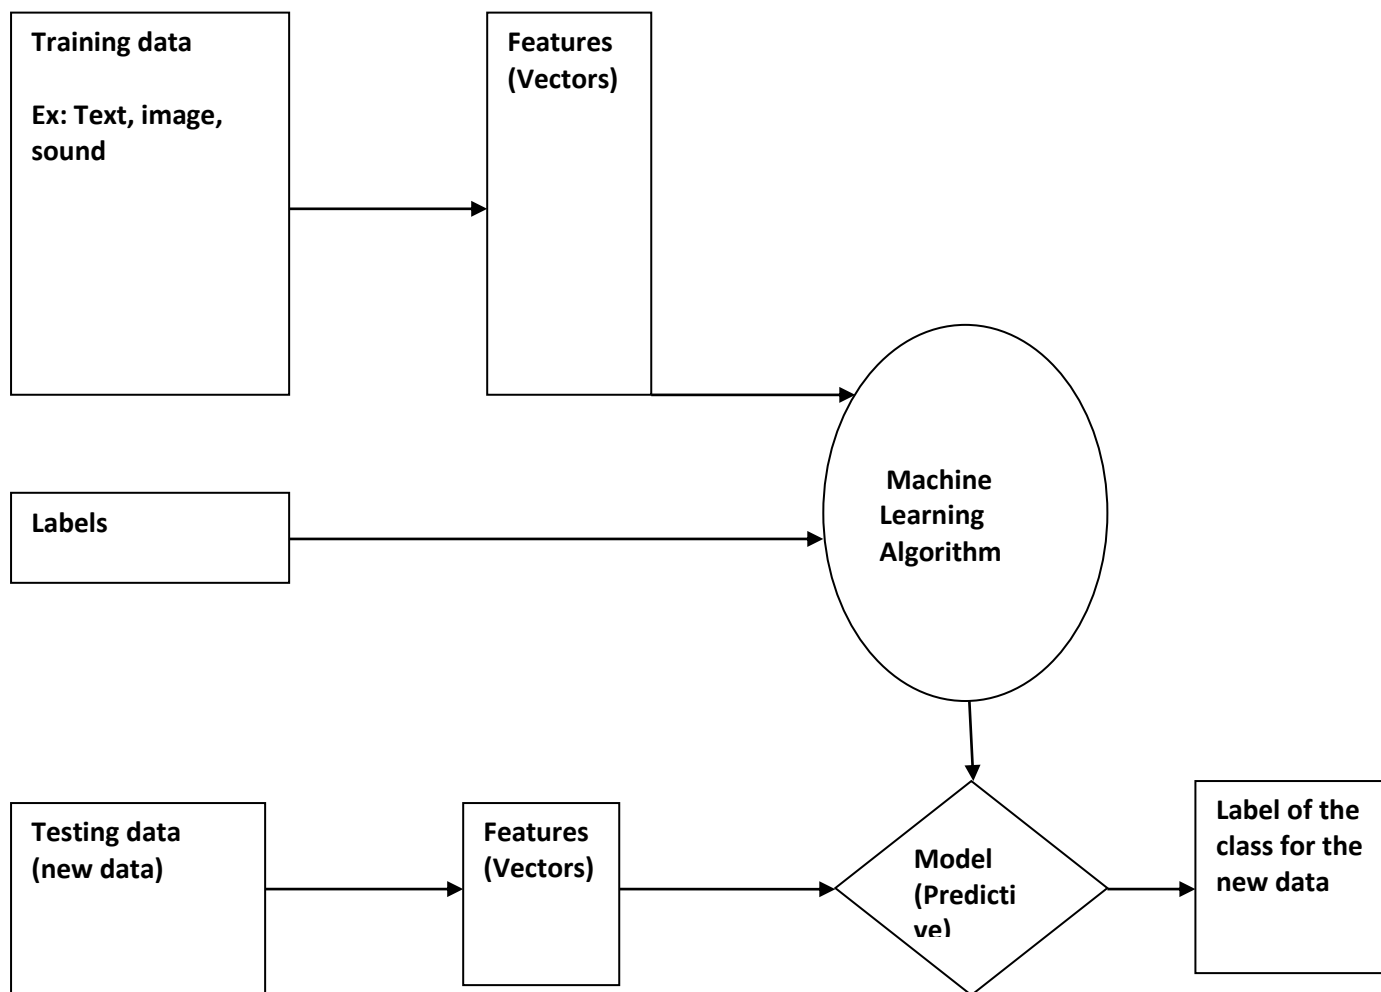 Training data
Ex: Text, image,
sound
Features
(Vectors)
Machine
Learning
Algorithm
Labels
Testing data
(new data)
Features
(Vectors)
Model
(Predicti
ve)
Label of the
class for the
new data